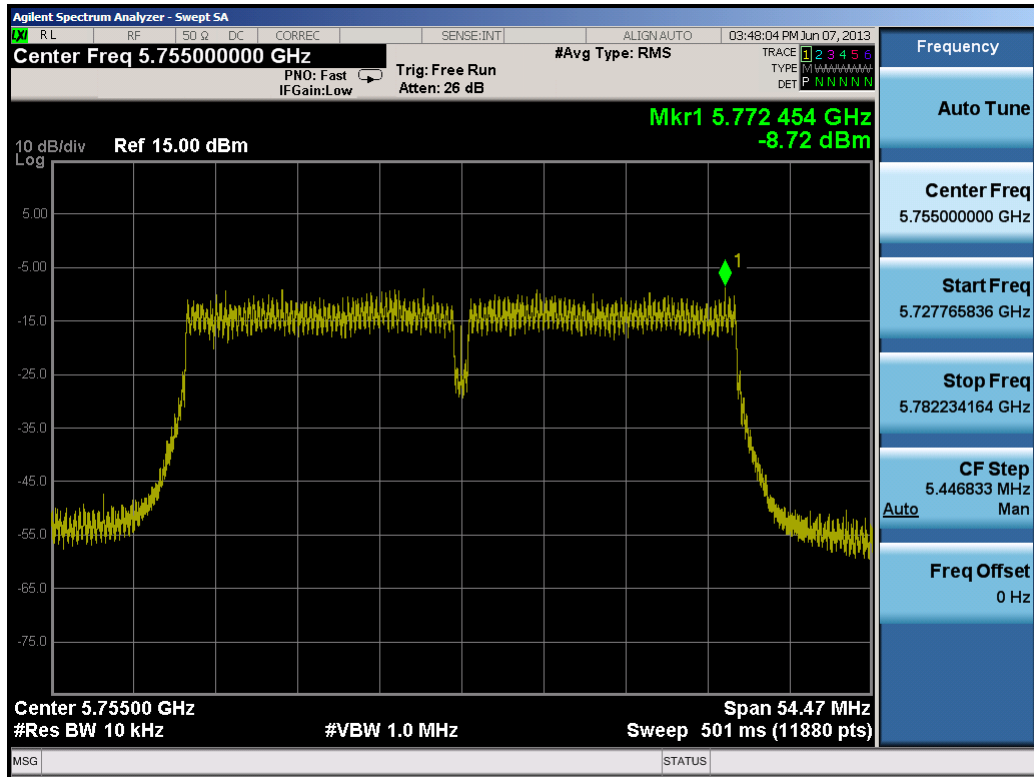 Agilent Spectrum Analyzer - Swept SA
LXI RL RF 50 Ω DC CORREC SENSE:INT ALIGN AUTO 03:48:04 PM Jun 07, 2013
Center Freq 5.755000000 GHz #Avg Type: RMS TRACE 1 2 3 4 5 6
PNO: Fast Trig: Free Run TYPE M WWWWW
IFGain:Low Atten: 26 dB DET P N N N N N
Mkr1 5.772 454 GHz
-8.72 dBm
10 dB/div Ref 15.00 dBm
Log
5.00
-5.00
1
-15.0
-25.0
-35.0
-45.0
-55.0
-65.0
-75.0
Center 5.75500 GHz Span 54.47 MHz
#Res BW 10 kHz #VBW 1.0 MHz Sweep 501 ms (11880 pts)
MSG STATUS
Frequency
Auto Tune
Center Freq
5.755000000 GHz
Start Freq
5.727765836 GHz
Stop Freq
5.782234164 GHz
CF Step
5.446833 MHz
Auto Man
Freq Offset
0 Hz